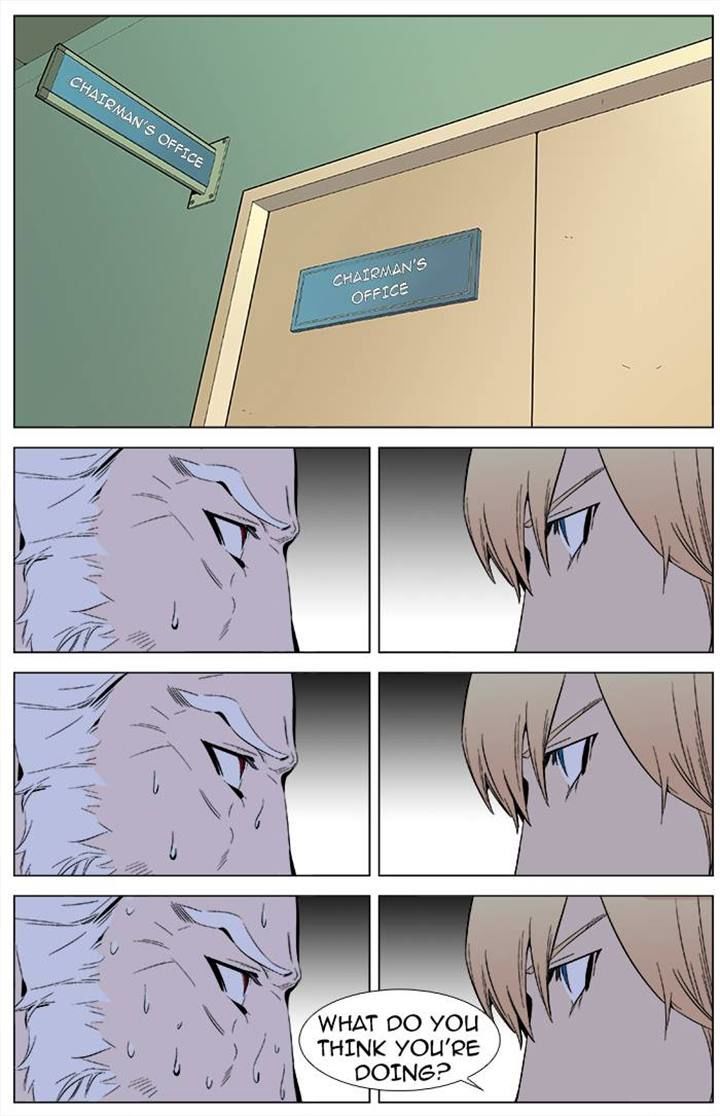 CHAIRMAN'S OFFICE
CHAIRMAN'S
OFFICE
WHAT DO YOU
THINK YOU'RE
DOING?